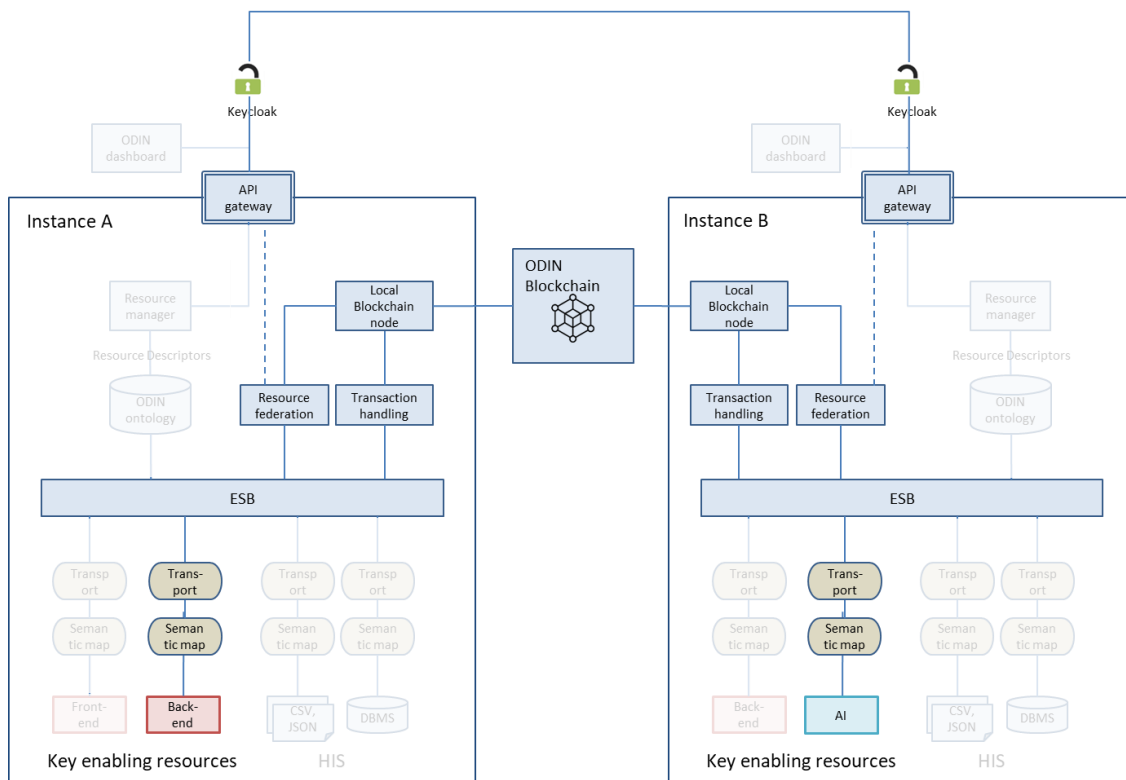 Keycloak
Keycloak
ODIN
dashboard
ODIN
dashboard
API
gateway
API
gateway
Instance A
Instance B
ODIN
Blockchain
Resource
manager
Local
Blockchain
node
Local
Blockchain
node
Resource
manager
Resource Descriptors
Resource Descriptors
ODIN
ontology
Resource
federation
Transaction
handling
Transaction
handling
Resource
federation
ODIN
ontology
ESB
ESB
Transp
ort
Trans-
port
Transp
ort
Transp
ort
Transp
ort
Trans-
port
Transp
ort
Transp
ort
Seman
tic map
Seman
tic map
Seman
tic map
Seman
tic map
Seman
tic map
Seman
tic map
Seman
tic map
Seman
tic map
Front-
end
Back-
end
CSV,
JSON
DBMS
Back-
end
AI
CSV,
JSON
DBMS
Key enabling resources
HIS
Key enabling resources
HIS